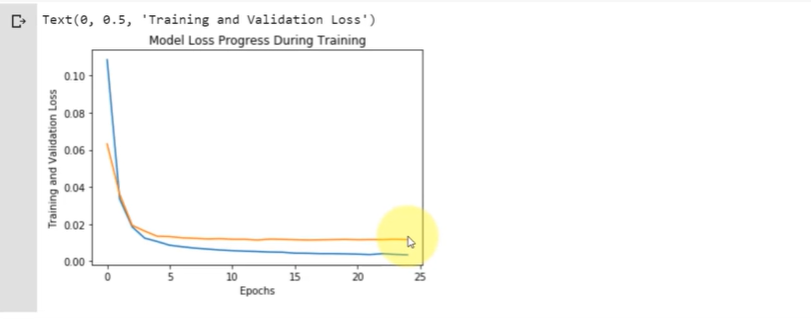 Text(0, 0.5, 'Training and Validation Loss')
Model Loss Progress During Training
Training and Validation Loss
0.10
0.08
0.06
0.04
0.02
0.00
0 5 10 15 20 25
Epochs